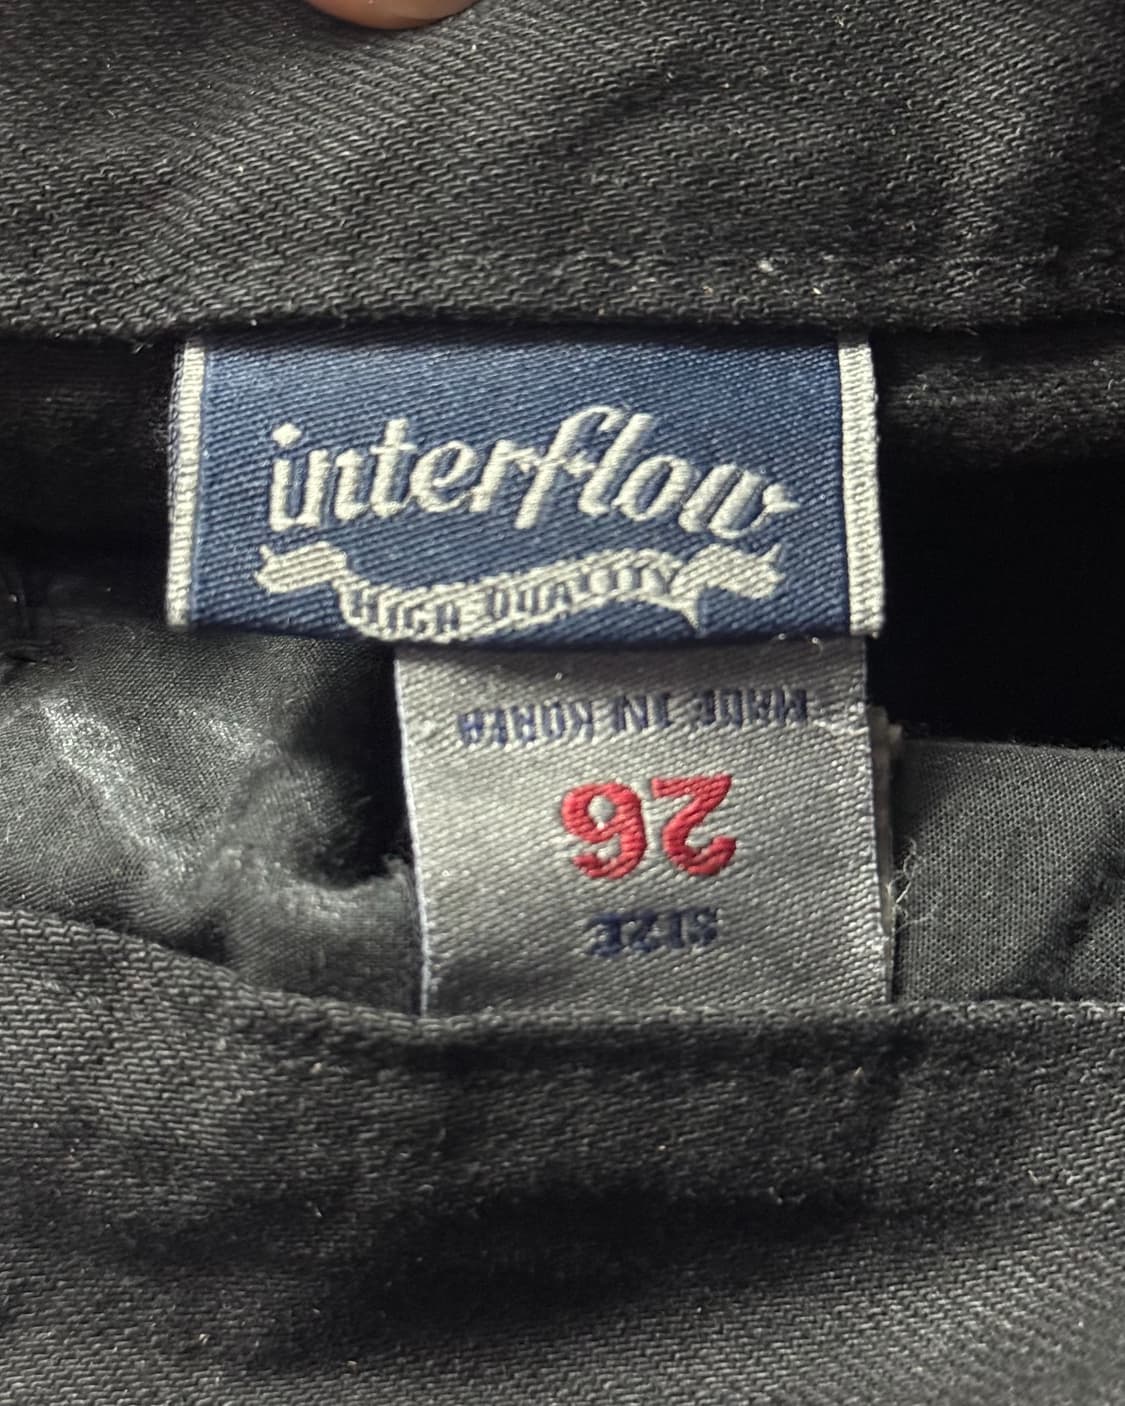 interflow
HIGH QUALITY
MADE IN KOREA
26
SIZE